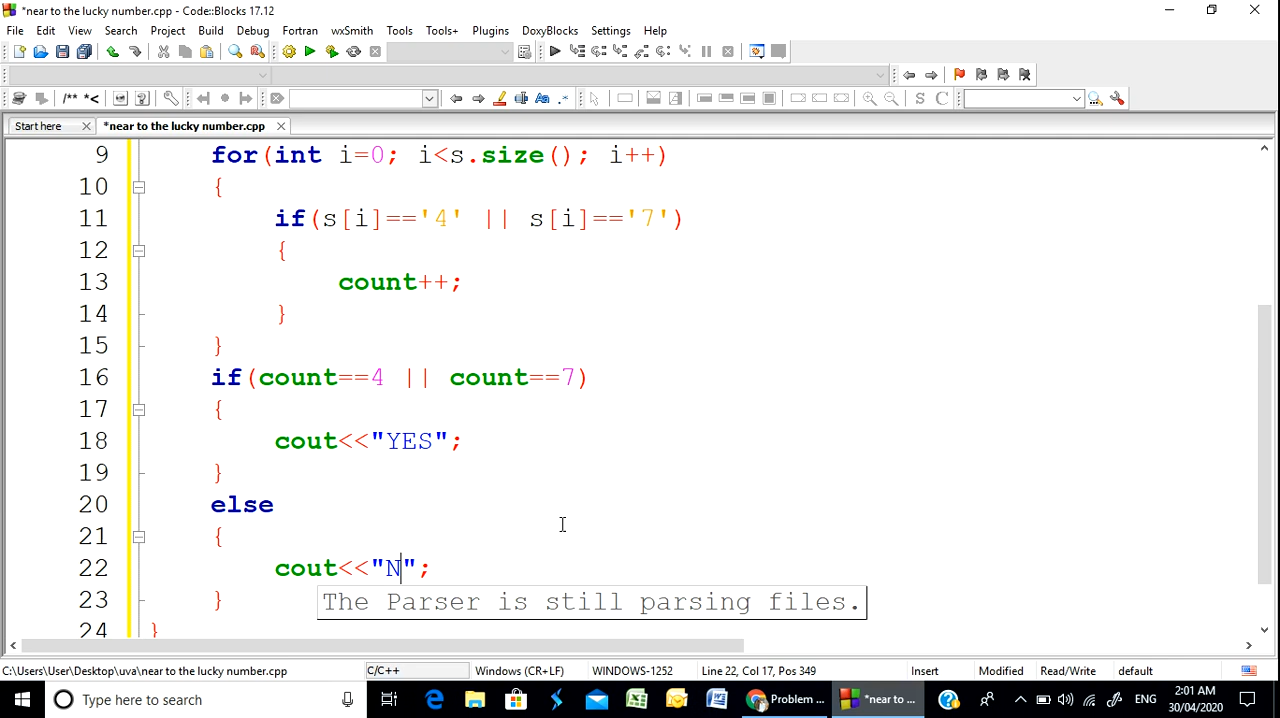 *near to the lucky number.cpp - Code::Blocks 17.12
File Edit View Search Project Build Debug Fortran wxSmith Tools Tools+ Plugins DoxyBlocks Settings Help
/** *<
S C
Start here *near to the lucky number.cpp
9 for(int i=0; i<s.size(); i++)
10 {
11 if(s[i]=='4' || s[i]=='7')
12 {
13 count++;
14 }
15 }
16 if(count==4 || count==7)
17 {
18 cout<<"YES";
19 }
20 else
21 {
22 cout<<"N";
The Parser is still parsing files.
23 }
24 }
C:\Users\User\Desktop\uva\near to the lucky number.cpp C/C++ Windows (CR+LF) WINDOWS-1252 Line 22, Col 17, Pos 349 Insert Modified Read/Write default
Type here to search Problem ... *near to ... ENG 2:01 AM
30/04/2020